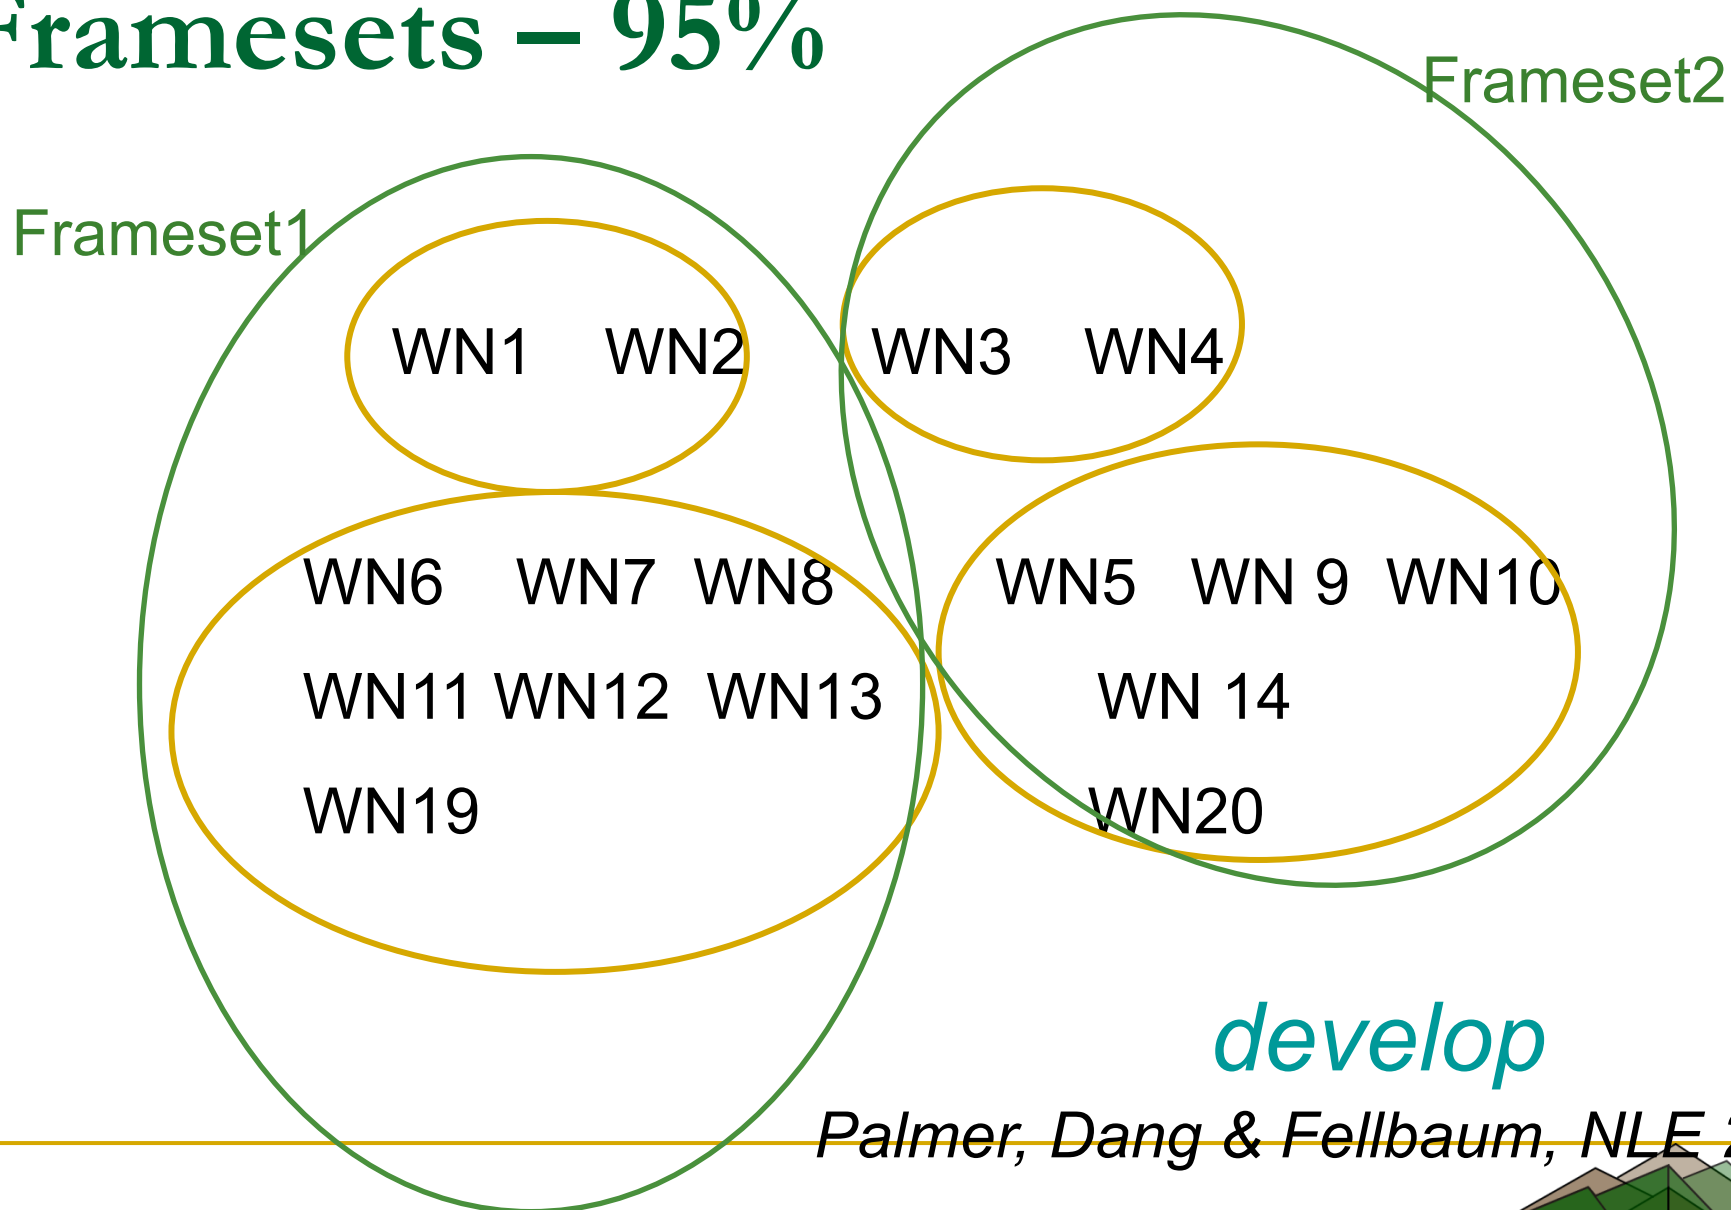 Framesets – 95%
Frameset2
Frameset1
WN1 WN2 WN3 WN4
WN6 WN7 WN8 WN5 WN 9 WN10
WN11 WN12 WN13 WN 14
WN19 WN20
develop
Palmer, Dang & Fellbaum, NLE